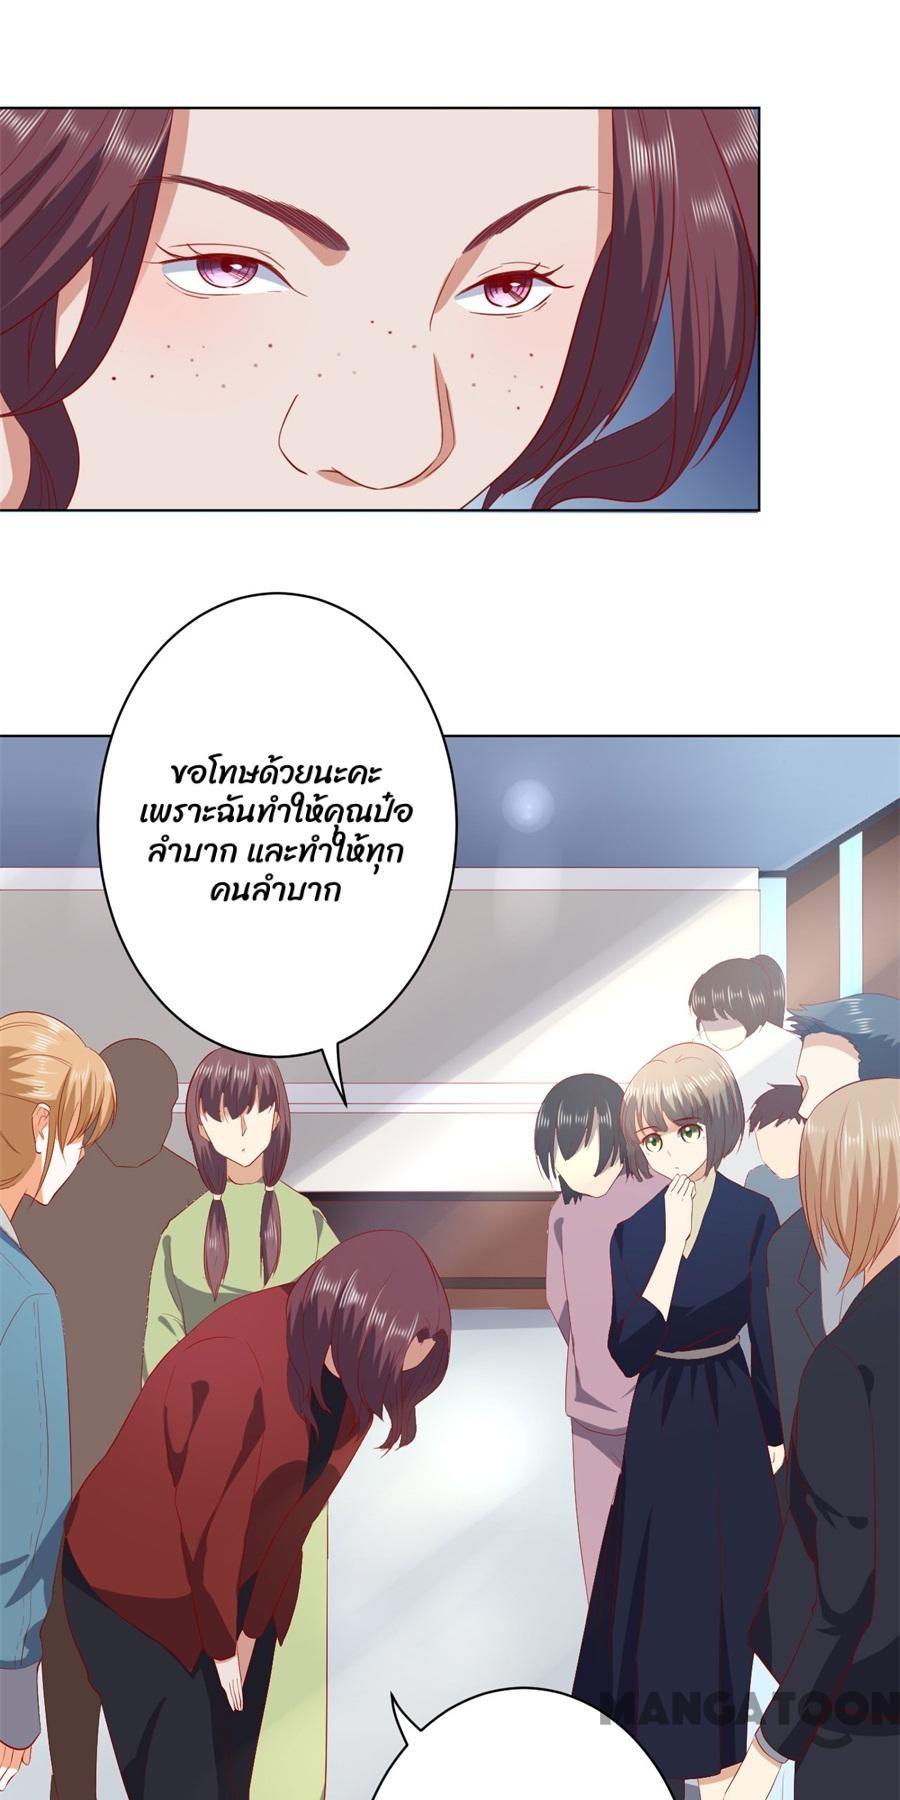 ขอโทษด้วยนะคะ
เพราะฉันทำให้คุณป๋อ
ลำบาก และทำให้ทุก
คนลำบาก
MANGATOON